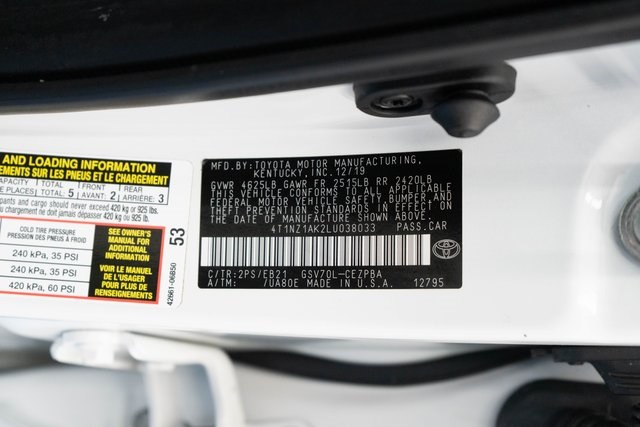 AND LOADING INFORMATION
EMENTS SUR LES PNEUS ET LE CHARGEMENT
CAPACITY
E PLACES
TOTAL: 5
FRONT
AVANT: 2
REAR
ARRIÈRE: 3
pants and cargo should never exceed 420 kg or 925 lbs.
du chargement ne doit jamais dépasser 420 kg ou 925 lb.
COLD TIRE PRESSURE
PRESSION DES PNEUS À FROID
240 kPa, 35 PSI
240 kPa, 35 PSI
420 kPa, 60 PSI
SEE OWNER'S
MANUAL FOR
ADDITIONAL
INFORMATION
VOIR LE MANUEL
DE L'USAGER
POUR PLUS DE
RENSEIGNEMENTS
53
42661-06B50
MFD.BY:TOYOTA MOTOR MANUFACTURING,
KENTUCKY,INC.12/19
GVWR 4625LB GAWR FR 2515LB RR 2420LB
THIS VEHICLE CONFORMS TO ALL APPLICABLE
FEDERAL MOTOR VEHICLE SAFETY, BUMPER, AND
THEFT PREVENTION STANDARDS IN EFFECT ON
THE DATE OF MANUFACTURE SHOWN ABOVE.
4T1NZ1AK2LU038033 PASS.CAR
C/TR:2PS/EB21 GSV70L-CEZPBA
A/TM: /UA80E MADE IN U.S.A. 12795